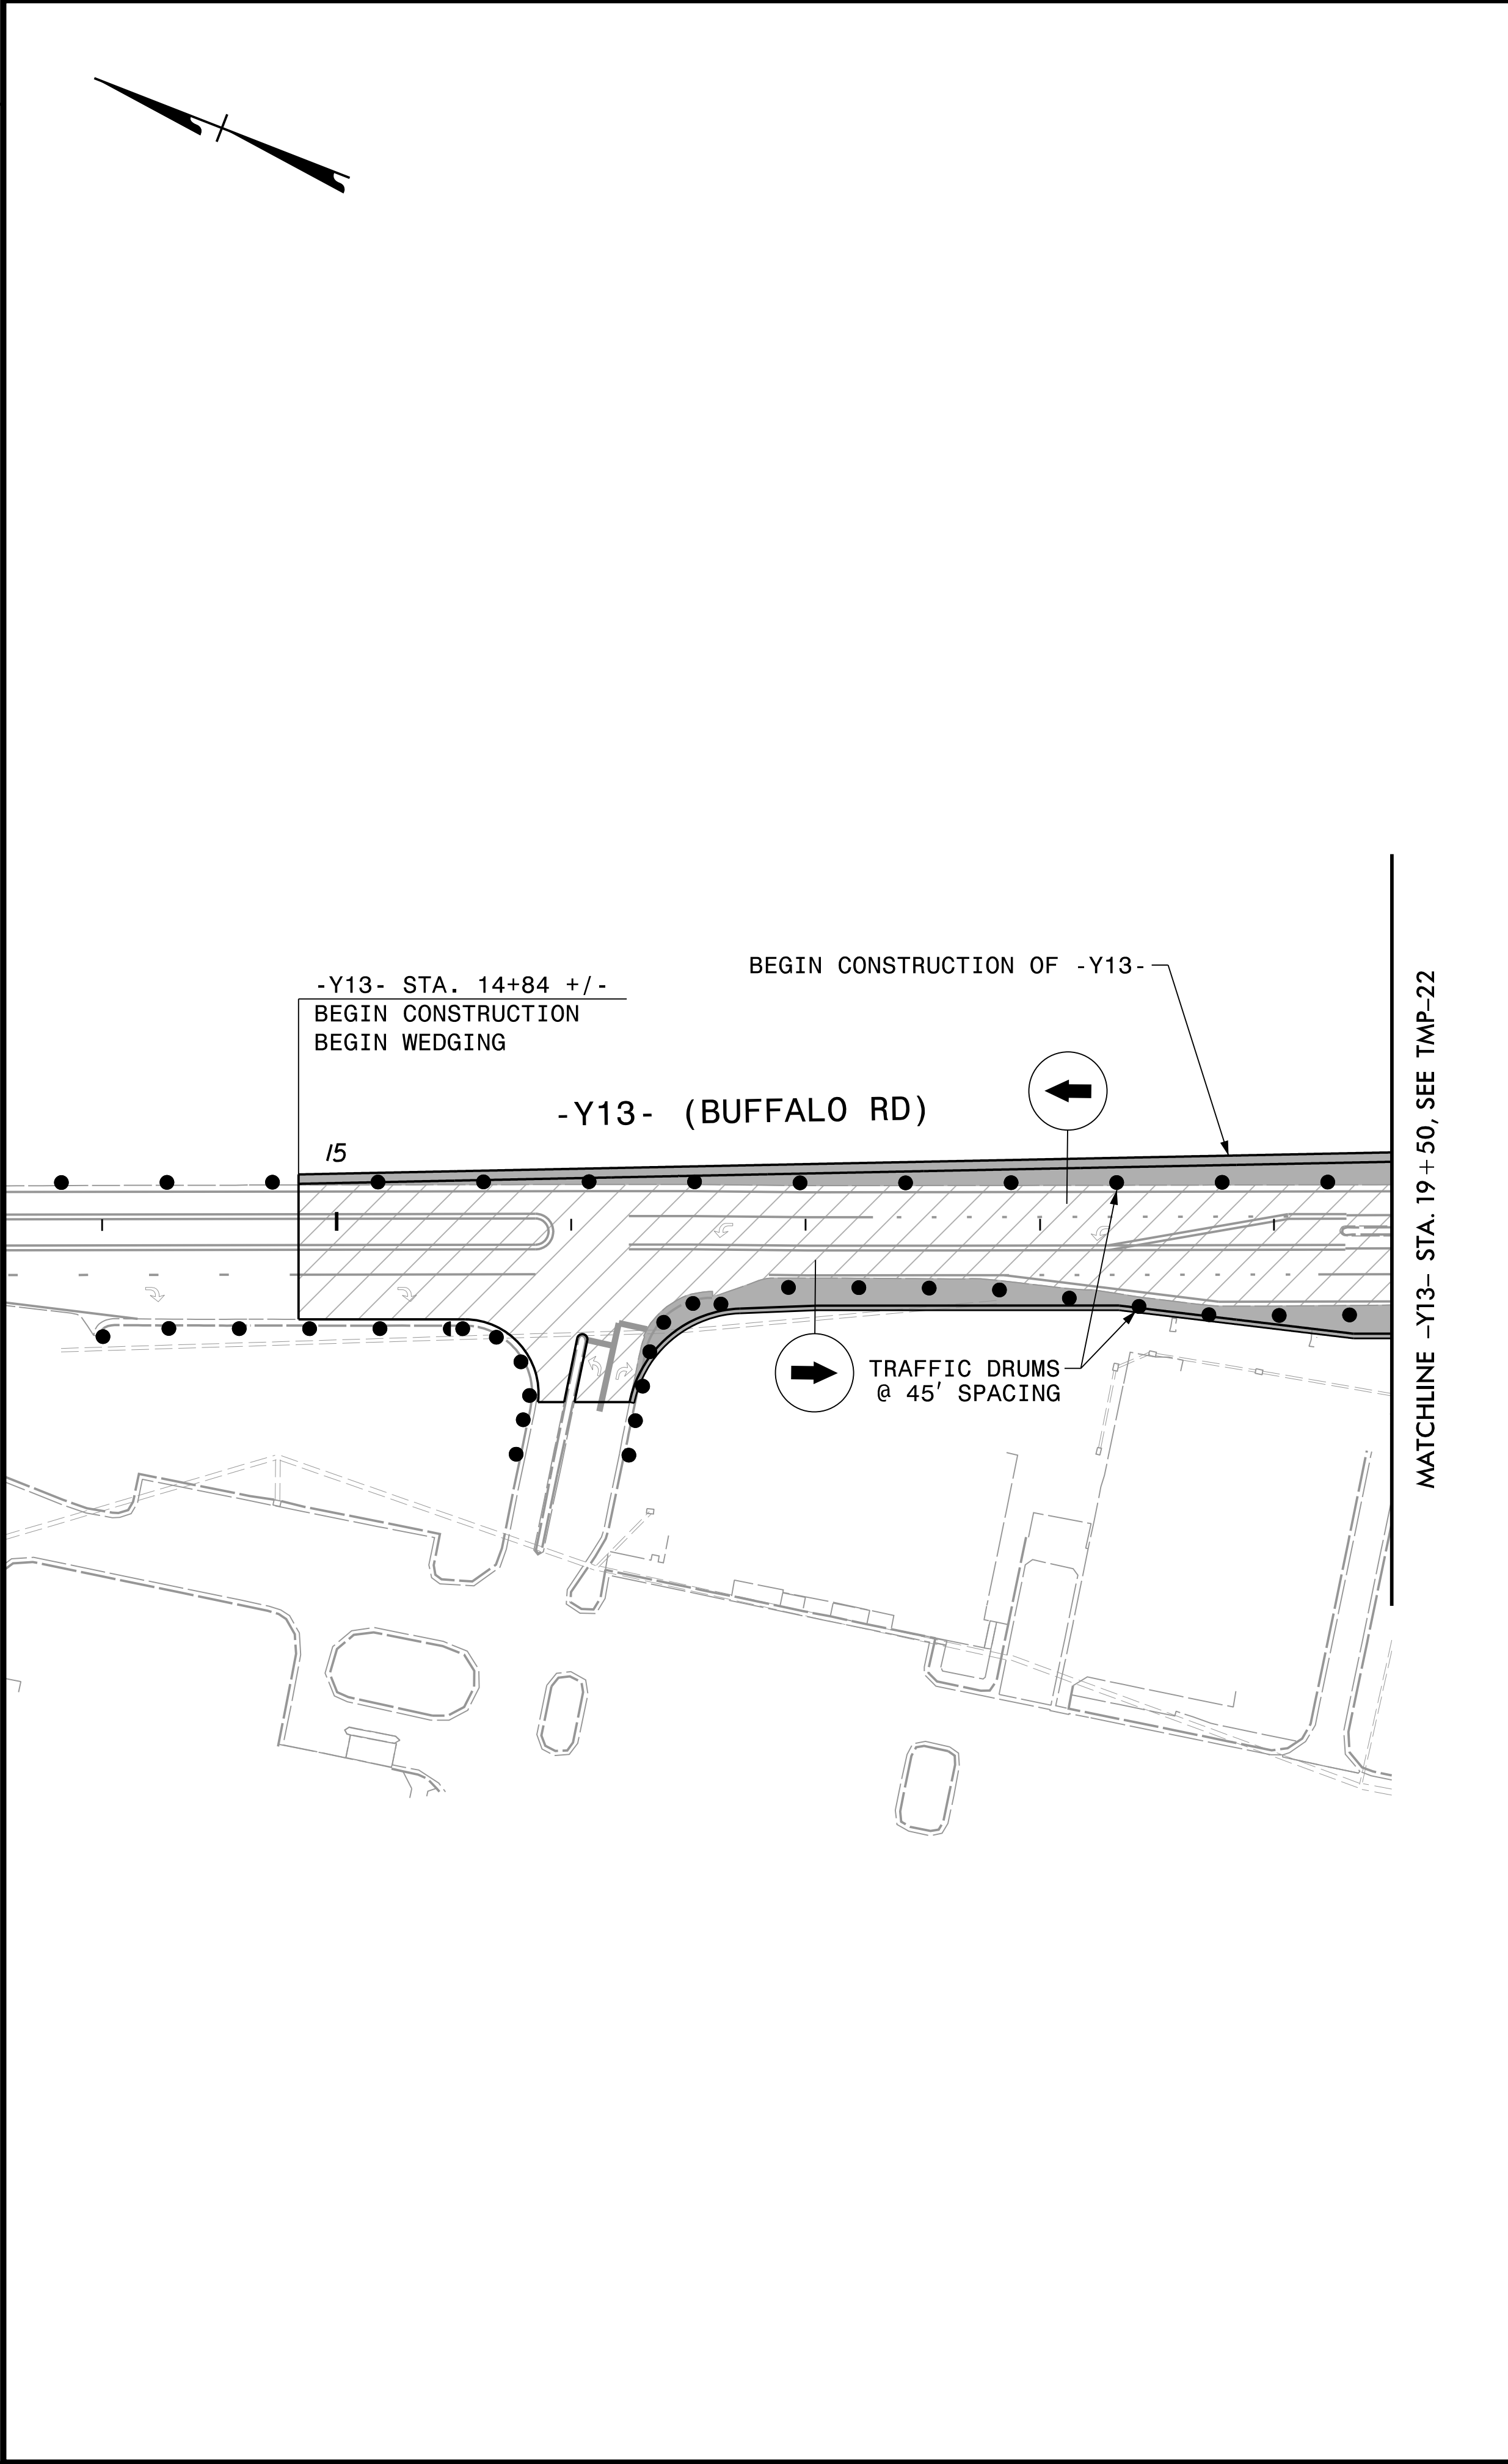 -Y13- STA. 14+84 +/-
BEGIN CONSTRUCTION
BEGIN WEDGING
BEGIN CONSTRUCTION OF -Y13-
-Y13- (BUFFALO RD)
15
TRAFFIC DRUMS
@ 45' SPACING
MATCHLINE -Y13- STA. 19+50, SEE TMP-22